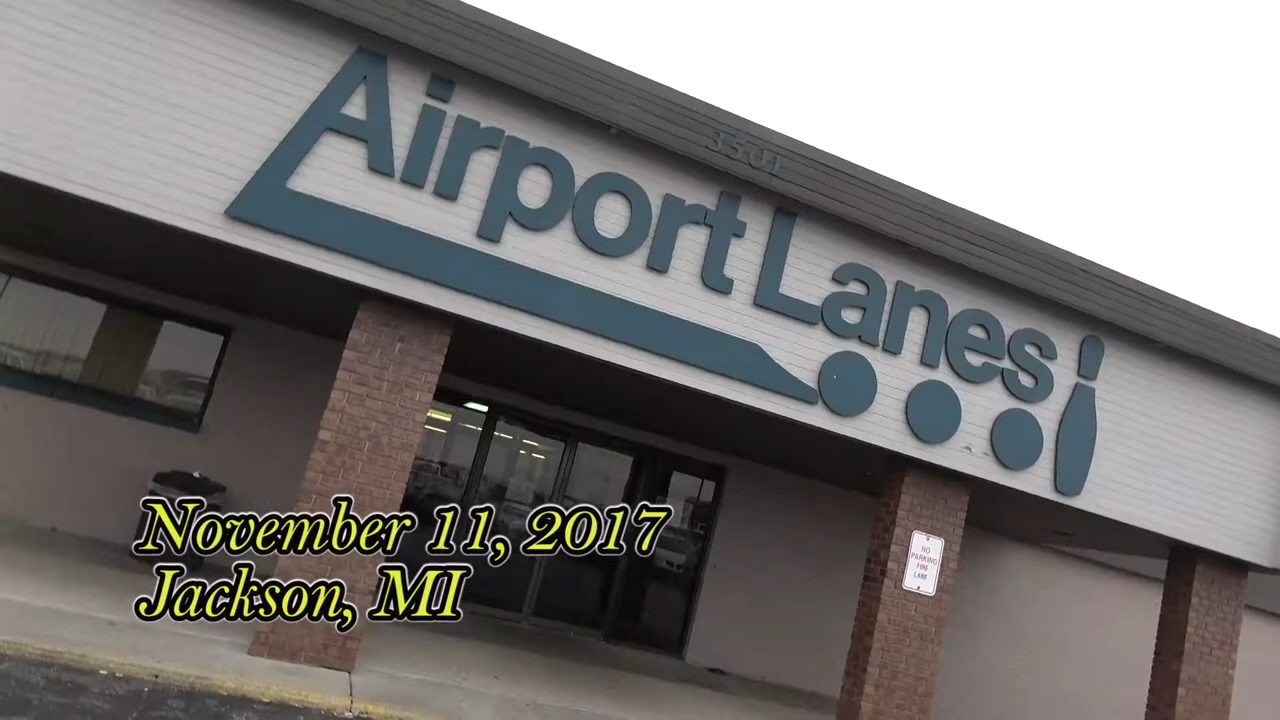 3501
Airport Lanes
NO
PARKING
FIRE
LANE
November 11, 2017
Jackson, MI